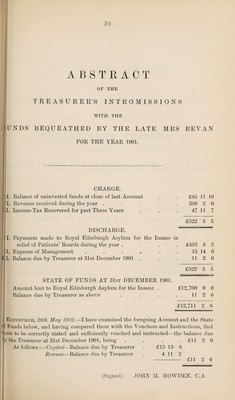 39
ABSTRACT
OF THE
TREASURER'S INTROMISSIONS
WITH THE
FUNDS BEQUEATHED BY THE LATE MRS BEVAN
FOR THE YEAR 1901.
CHARGE.
I. Balance of uninvested funds at close of last Account . . £85 11 10
II. Revenue received during the year . . . . 389 2 0
III. Income-Tax Recovered for past Three Years . . . 47 11 7
£522 5 5
DISCHARGE.
I. Payments made to Royal Edinburgh Asylum for the Insane in
relief of Patients' Boards during the year . . . £495 8 5
II. Expense of Management . . . . 15 14 6
III. Balance due by Treasurer at 31st December 1901 . . 11 2 6
£522 5 5
STATE OF FUNDS AT 31ST DECEMBER 1901.
Amount lent to Royal Edinburgh Asylum for the Insane . £12,700 0 0
Balance due by Treasurer as above . . . 11 2 6
£12,711 2 6
EDINBURGH, 20th May 1902.—I have examined the foregoing Account and the State
of Funds below, and having compared them with the Vouchers and Instructions, find
them to be correctly stated and sufficiently vouched and instructed—the balance due
by the Treasurer at 31st December 1901, being . . £11 2 6
As follows:—Capital—Balance due by Treasurer £15 13 8
Revenue—Balance due by Treasurer 4 11 2
£11 2 6
(Signed) JOHN M. HOWDEN, C.A.